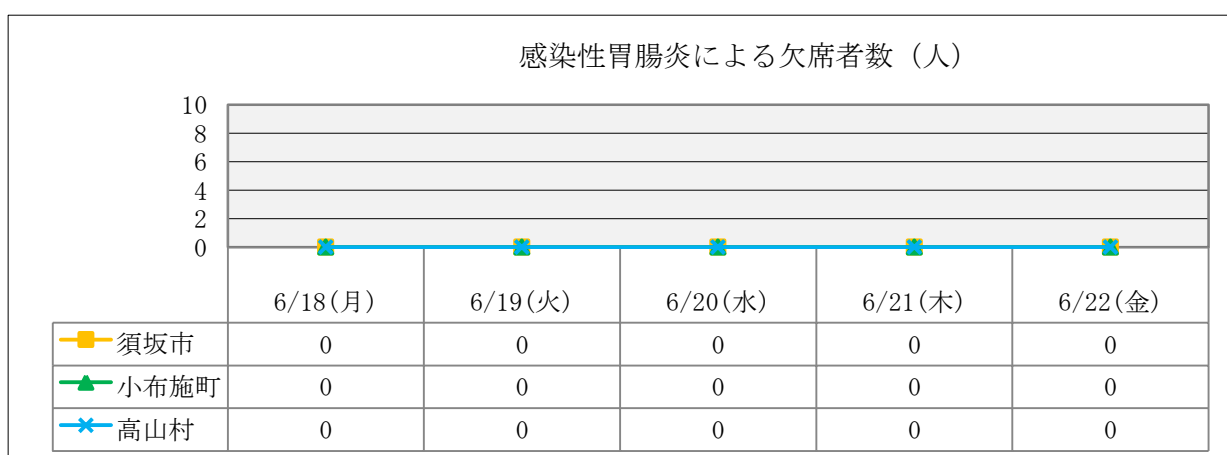 感染性胃腸炎による欠席者数（人）
10
8
6
4
2
0
6/18(月) 6/19(火) 6/20(水) 6/21(木) 6/22(金)
須坂市 0 0 0 0 0
小布施町 0 0 0 0 0
高山村 0 0 0 0 0